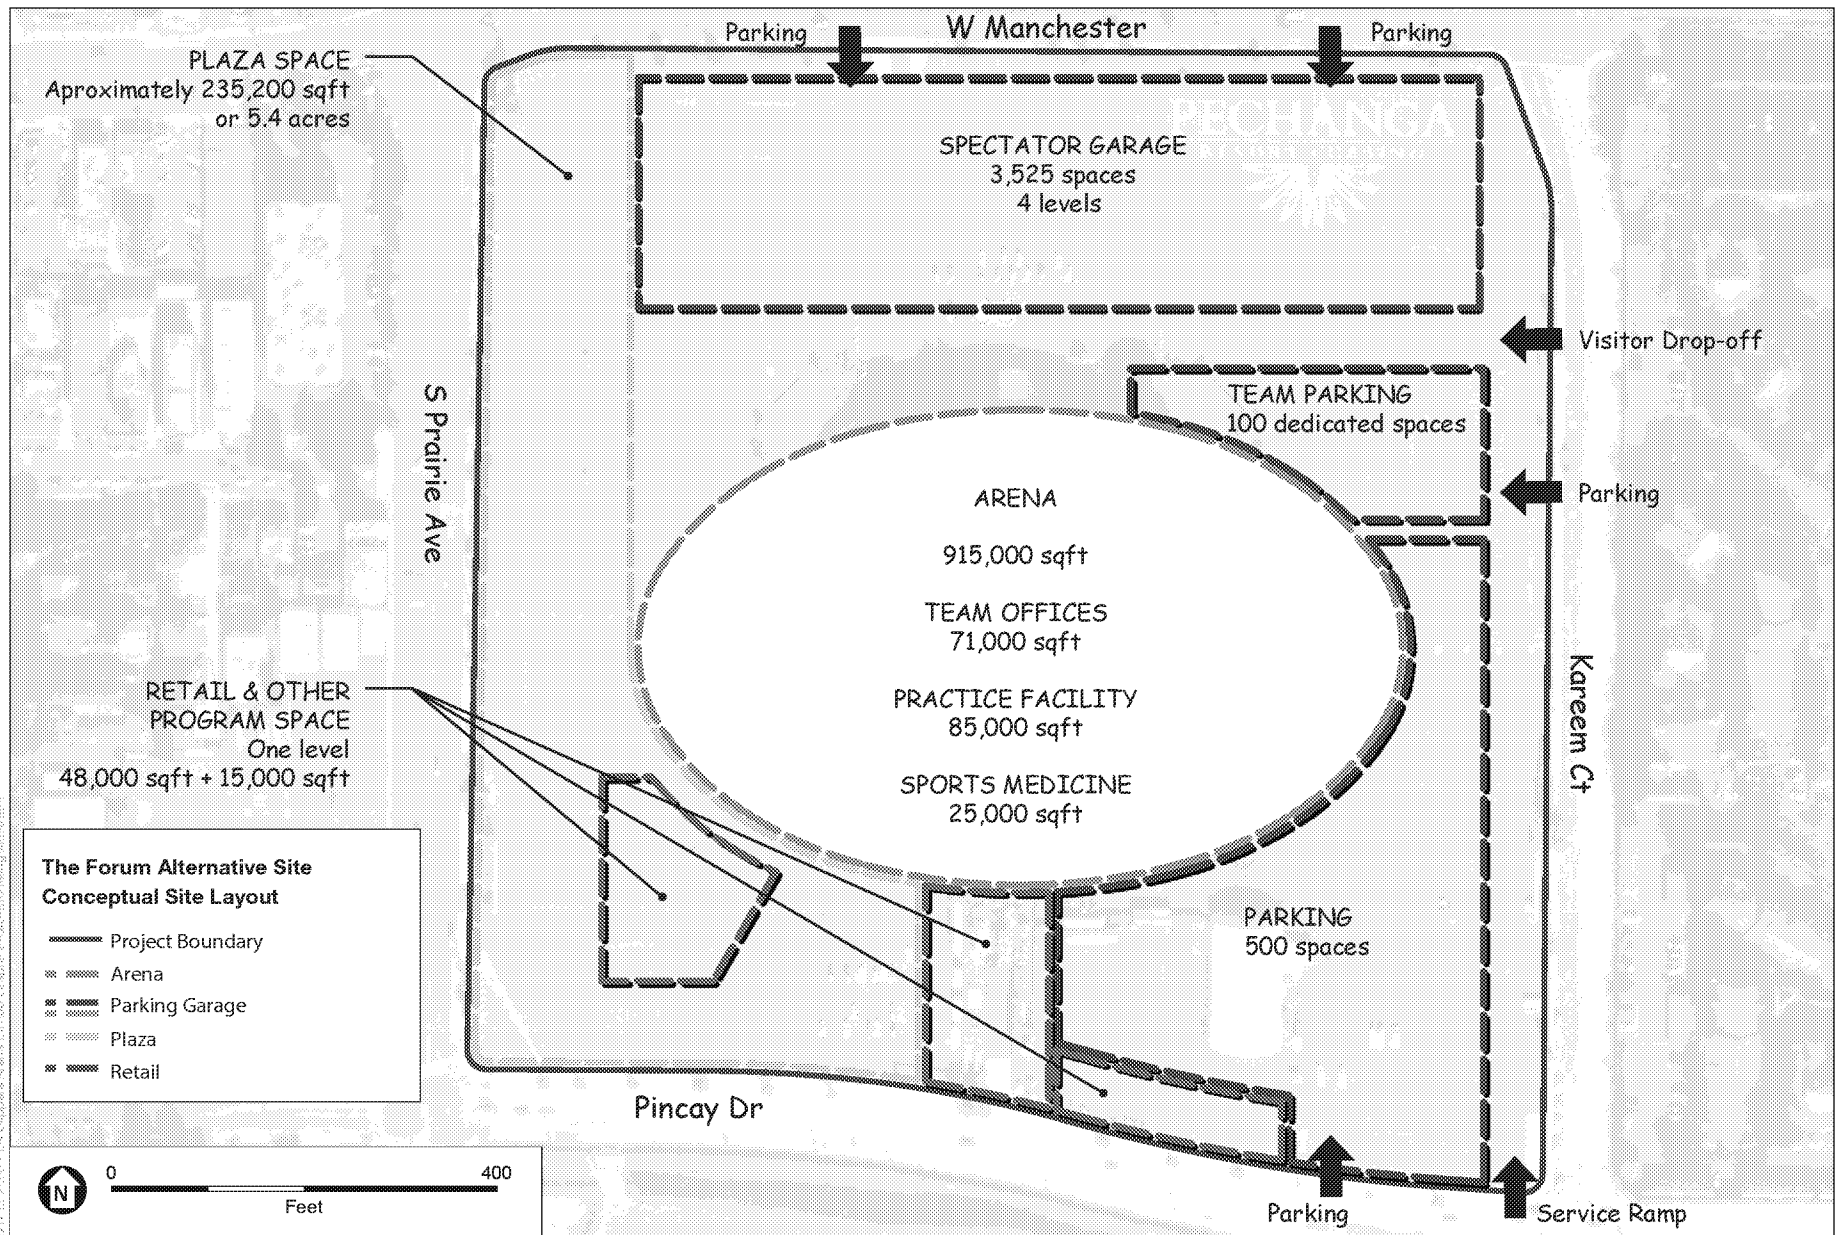 W Manchester
Parking
Parking
PLAZA SPACE
Aproximately 235,200 sqft
or 5.4 acres
PECHANGA
SPECTATOR GARAGE
3,525 spaces
4 levels
Visitor Drop-off
TEAM PARKING
100 dedicated spaces
Parking
S Prairie Ave
ARENA
915,000 sqft
TEAM OFFICES
71,000 sqft
PRACTICE FACILITY
85,000 sqft
SPORTS MEDICINE
25,000 sqft
Kareem Ct
RETAIL & OTHER
PROGRAM SPACE
One level
48,000 sqft + 15,000 sqft
PARKING
500 spaces
The Forum Alternative Site
Conceptual Site Layout
Project Boundary
Arena
Parking Garage
Plaza
Retail
Pincay Dr
N
0 400
Feet
Parking
Service Ramp